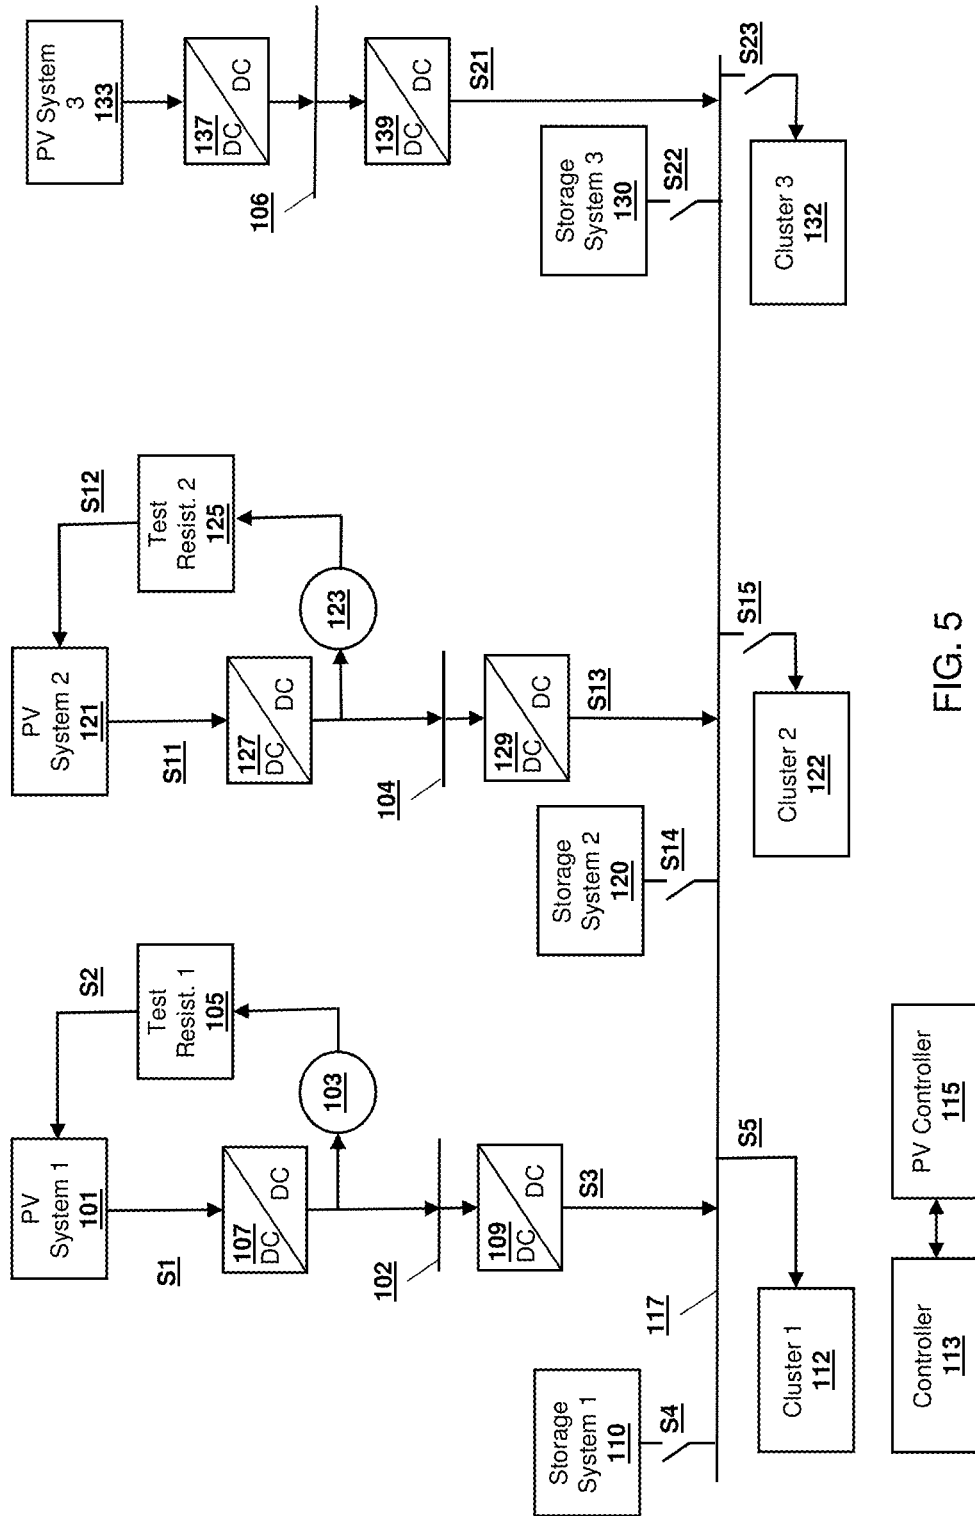 PV
System 1
101
S1
S2
Test
Resist. 1
105
107
DC
DC
103
102
109
DC
DC
S3
Storage
System 1
110
S4
117
S5
Cluster 1
112
Controller
113
PV Controller
115
PV
System 2
121
S11
S12
Test
Resist. 2
125
127
DC
DC
123
104
129
DC
DC
S13
Storage
System 2
120
S14
S15
Cluster 2
122
PV System
3
133
137
DC
DC
106
139
DC
DC
S21
Storage
System 3
130
S22
S23
Cluster 3
132
FIG. 5